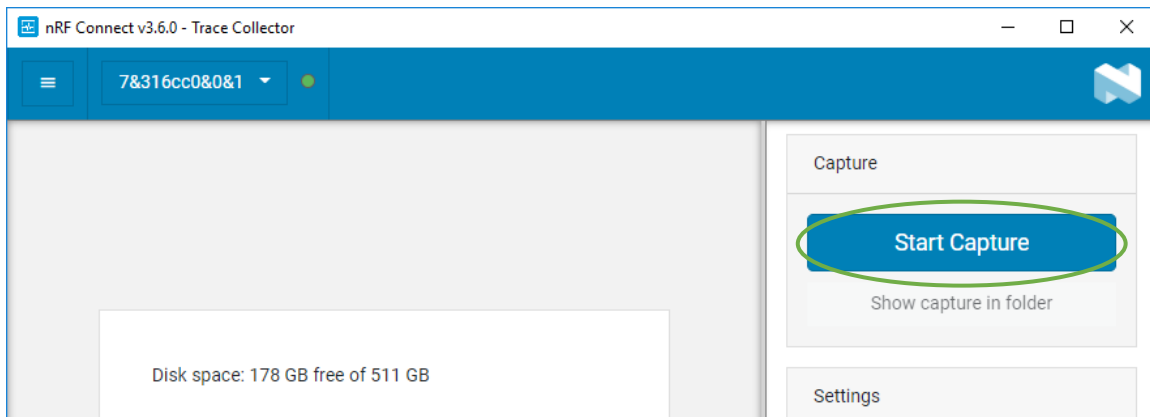 nRF Connect v3.6.0 - Trace Collector
7&316cc0&0&1
Capture
Start Capture
Show capture in folder
Disk space: 178 GB free of 511 GB
Settings